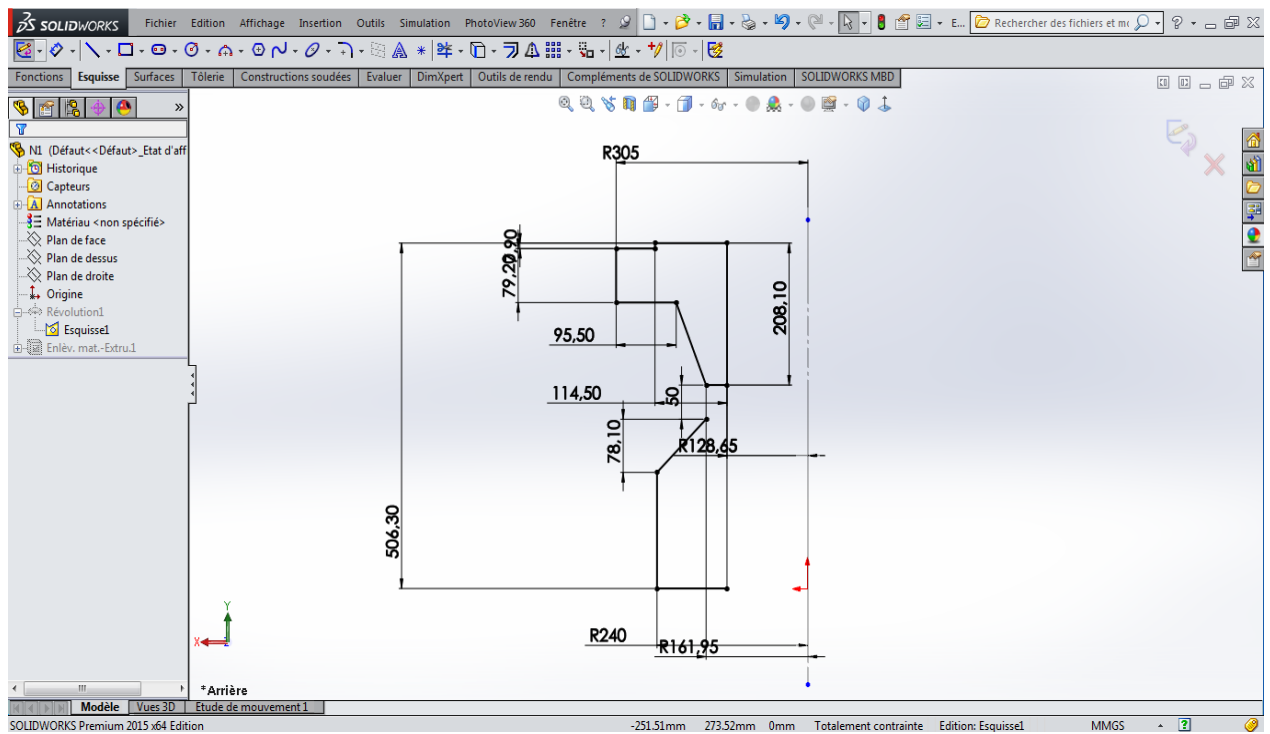 SOLIDWORKS Fichier Edition Affichage Insertion Outils Simulation PhotoView 360 Fenêtre ? E... Rechercher des fichiers et mo ?
Fonctions Esquisse Surfaces Tôlerie Constructions soudées Evaluer DimXpert Outils de rendu Compléments de SOLIDWORKS Simulation SOLIDWORKS MBD
»
N1 (Défaut<<Défaut>_Etat d'aff
Historique
Capteurs
A Annotations
Matériau <non spécifié>
Plan de face
Plan de dessus
Plan de droite
Origine
Révolution1
Esquisse1
Enlèv. mat.-Extru.1
R305
79,20
208,10
95,50
114,50
50
78,10
R128,65
506,30
R240
R161,95
Y
X
*Arrière
Modèle Vues 3D Etude de mouvement 1
SOLIDWORKS Premium 2015 x64 Edition -251.51mm 273.52mm 0mm Totalement contrainte Edition: Esquisse1 MMGS ?